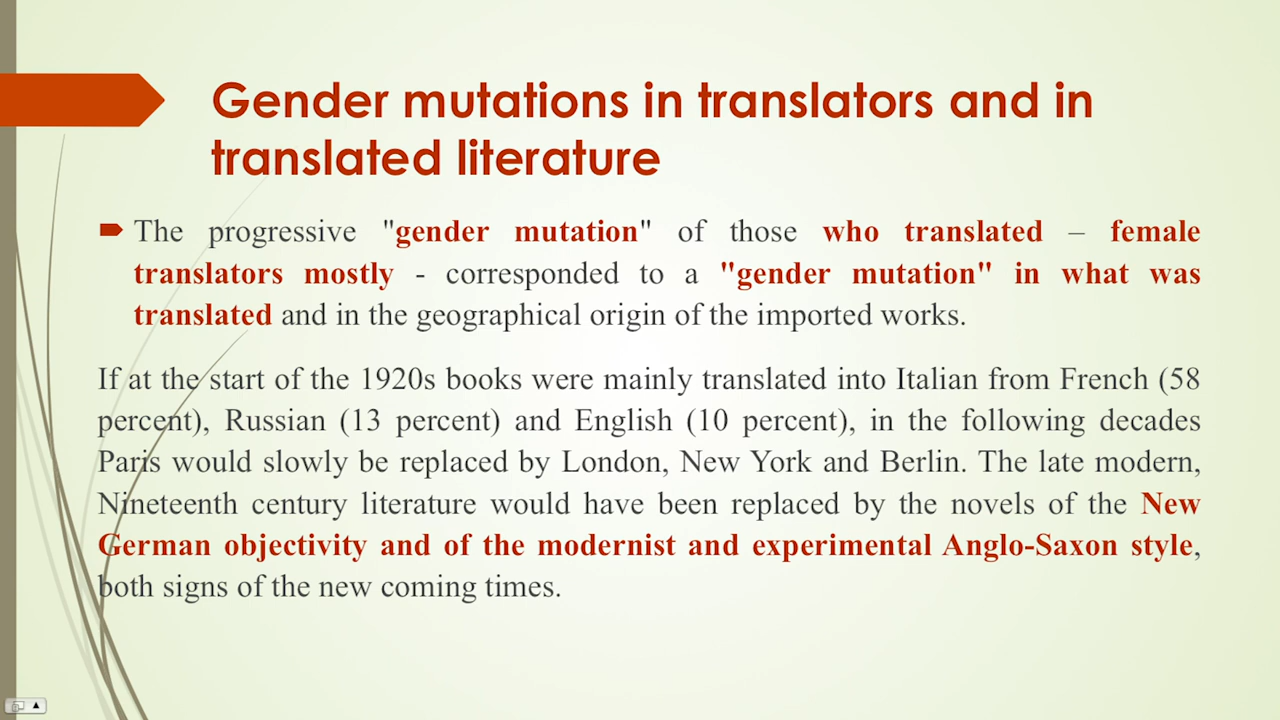 Gender mutations in translators and in
translated literature
The progressive "gender mutation" of those who translated – female
translators mostly - corresponded to a "gender mutation" in what was
translated and in the geographical origin of the imported works.
If at the start of the 1920s books were mainly translated into Italian from French (58
percent), Russian (13 percent) and English (10 percent), in the following decades
Paris would slowly be replaced by London, New York and Berlin. The late modern,
Nineteenth century literature would have been replaced by the novels of the New
German objectivity and of the modernist and experimental Anglo-Saxon style,
both signs of the new coming times.